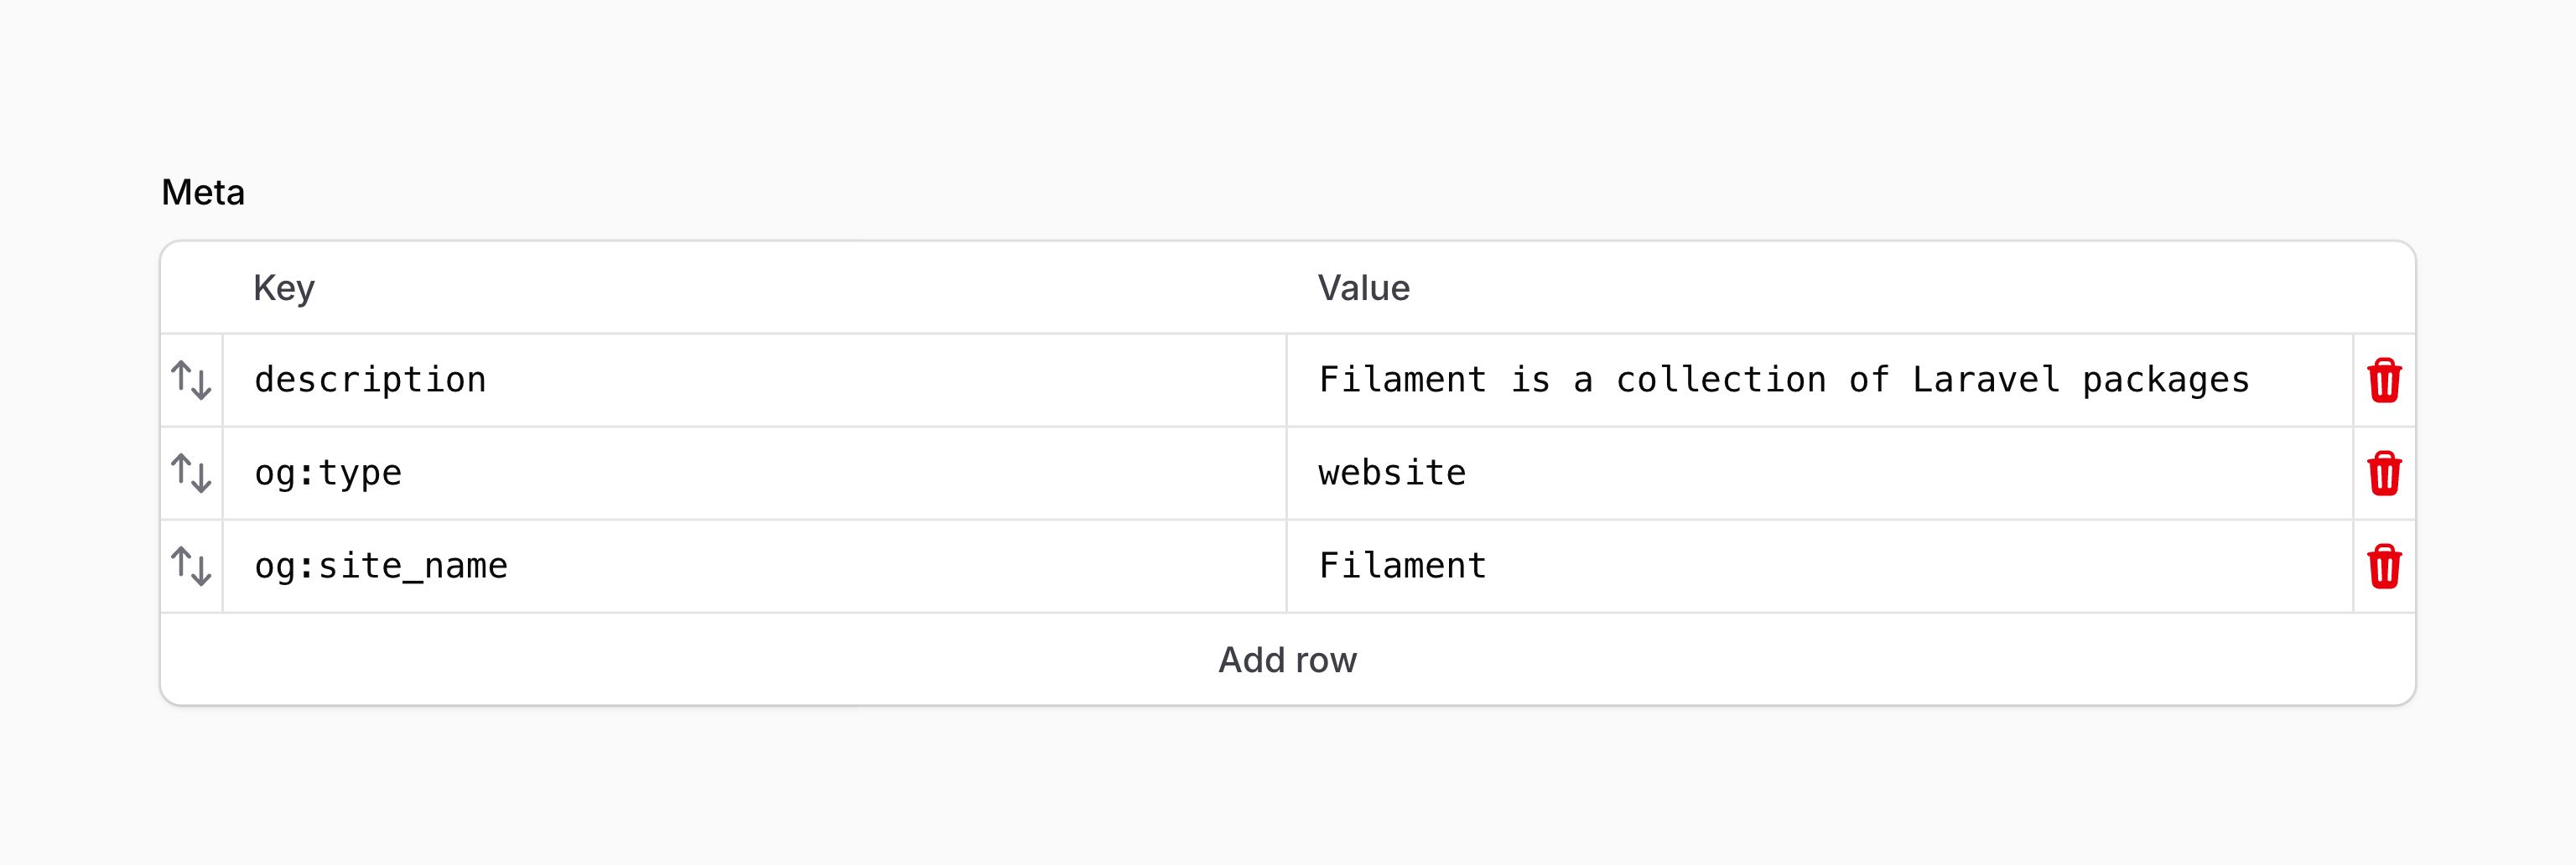 Meta
Key Value
description Filament is a collection of Laravel packages
og:type website
og:site_name Filament
Add row